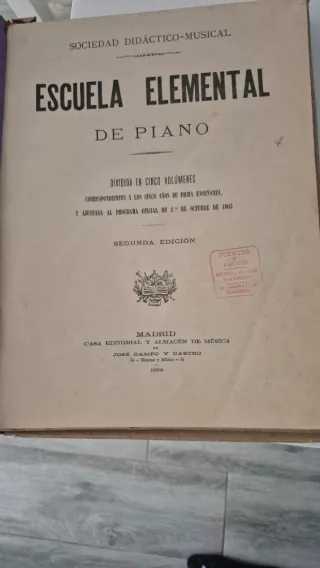 SOCIEDAD DIDÁCTICO-MUSICAL
ESCUELA ELEMENTAL
DE PIANO
DIVIDIDA EN CINCO VOLÚMENES
CORRESPONDIENTES Á LOS CINCO AÑOS DE DICHA ENSEÑANZA,
Y AJUSTADA AL PROGRAMA OFICIAL DE 1.º DE OCTUBRE DE
SEGUNDA EDICIÓN
FUENTES
Y
MADRID
CASA EDITORIAL Y ALMACÉN DE MÚSICA
DE
JOSÉ CAMPO Y CASTRO